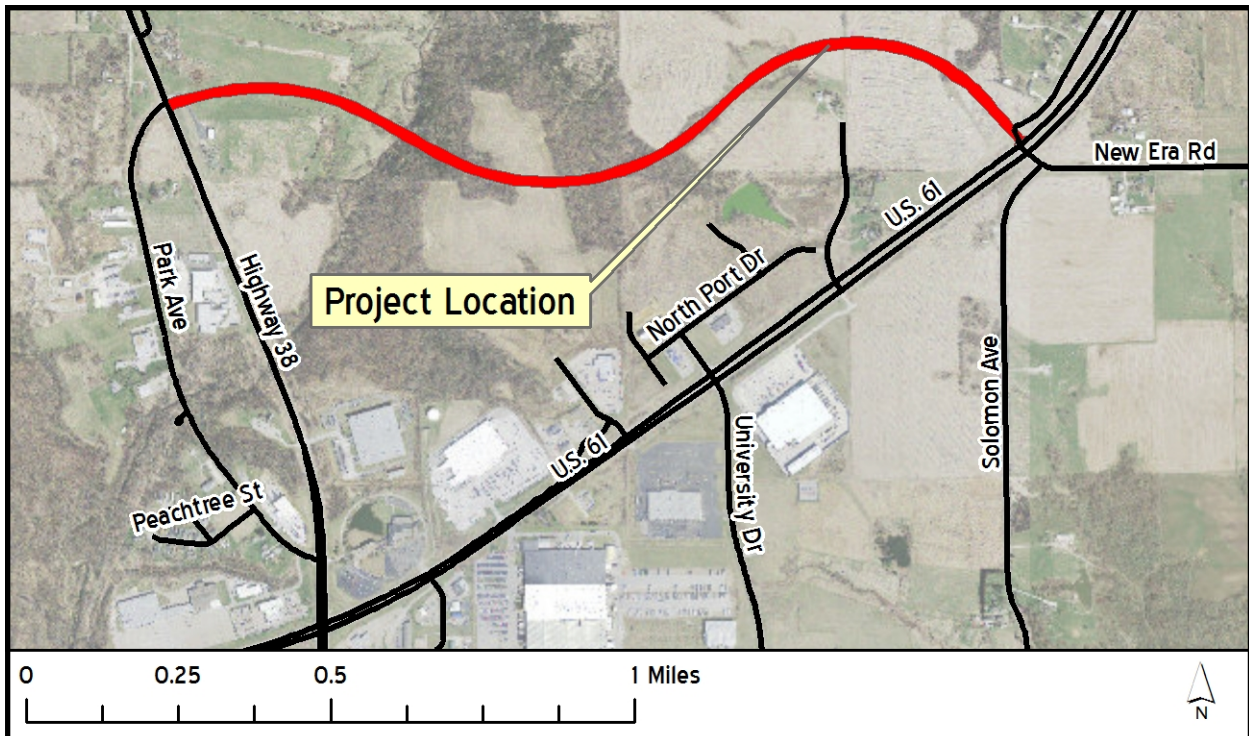 New Era Rd
U.S. 61
Park Ave
Highway 38
Project Location
North Port Dr
Solomon Ave
U.S. 61
University Dr
Peachtree St
0 0.25 0.5 1 Miles
N